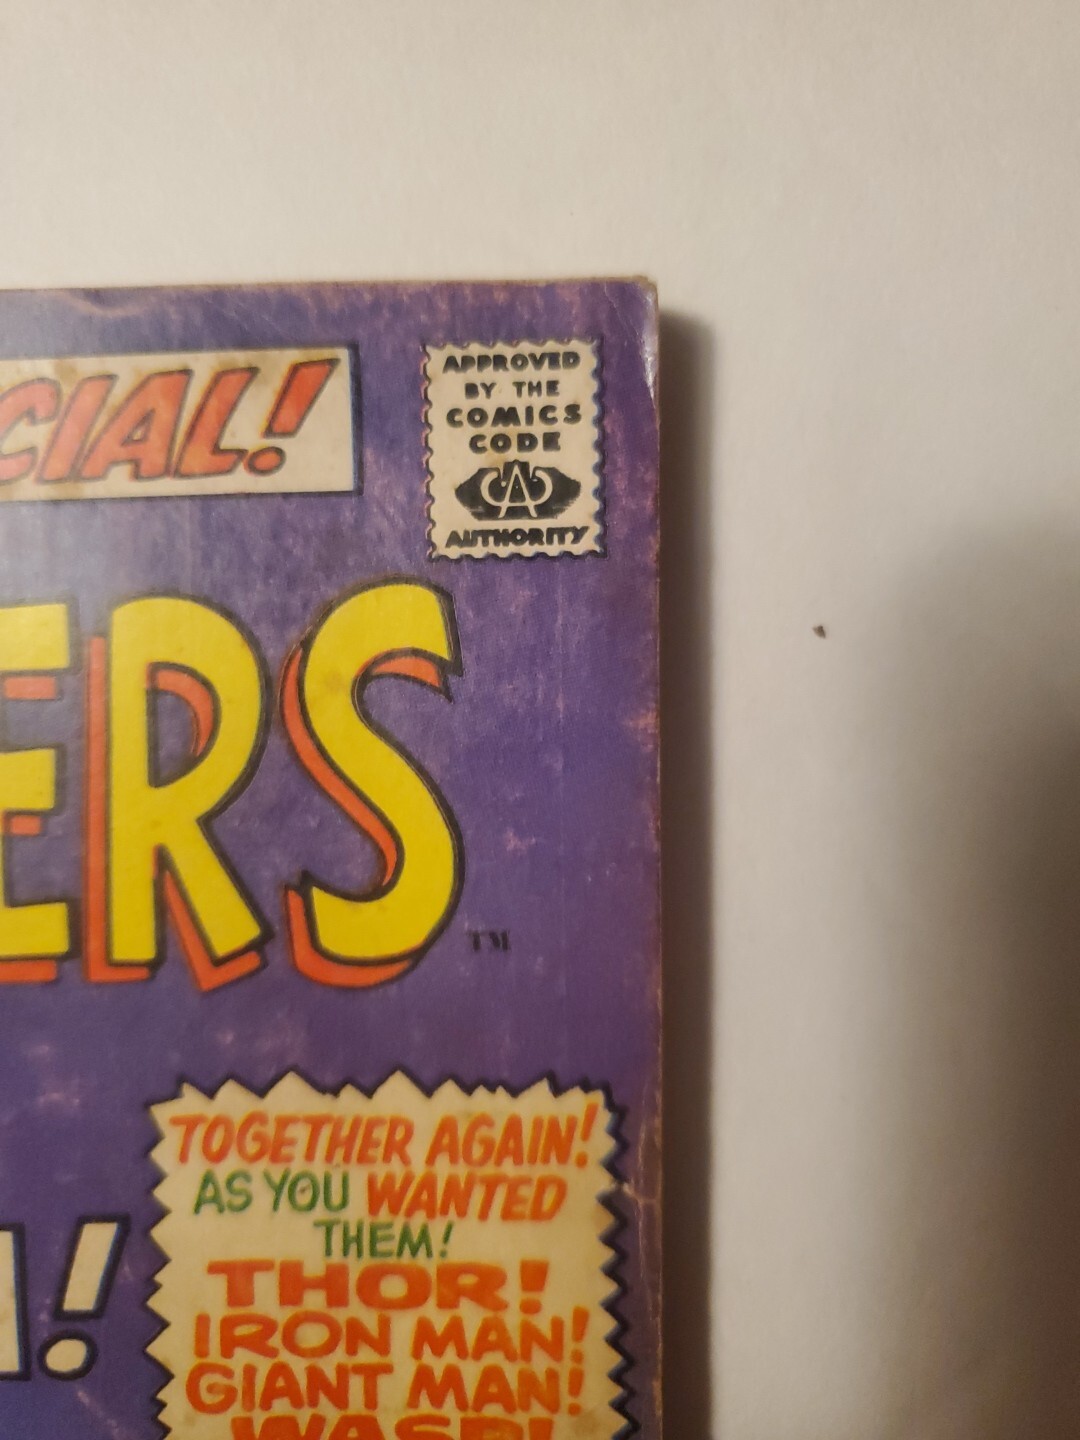 CIAL!
APPROVED
BY THE
COMICS
CODE
CA
AUTHORITY
ERS
TM
TOGETHER AGAIN!
AS YOU WANTED
THEM!
THOR!
IRON MAN!
GIANT MAN!
WASP!
!